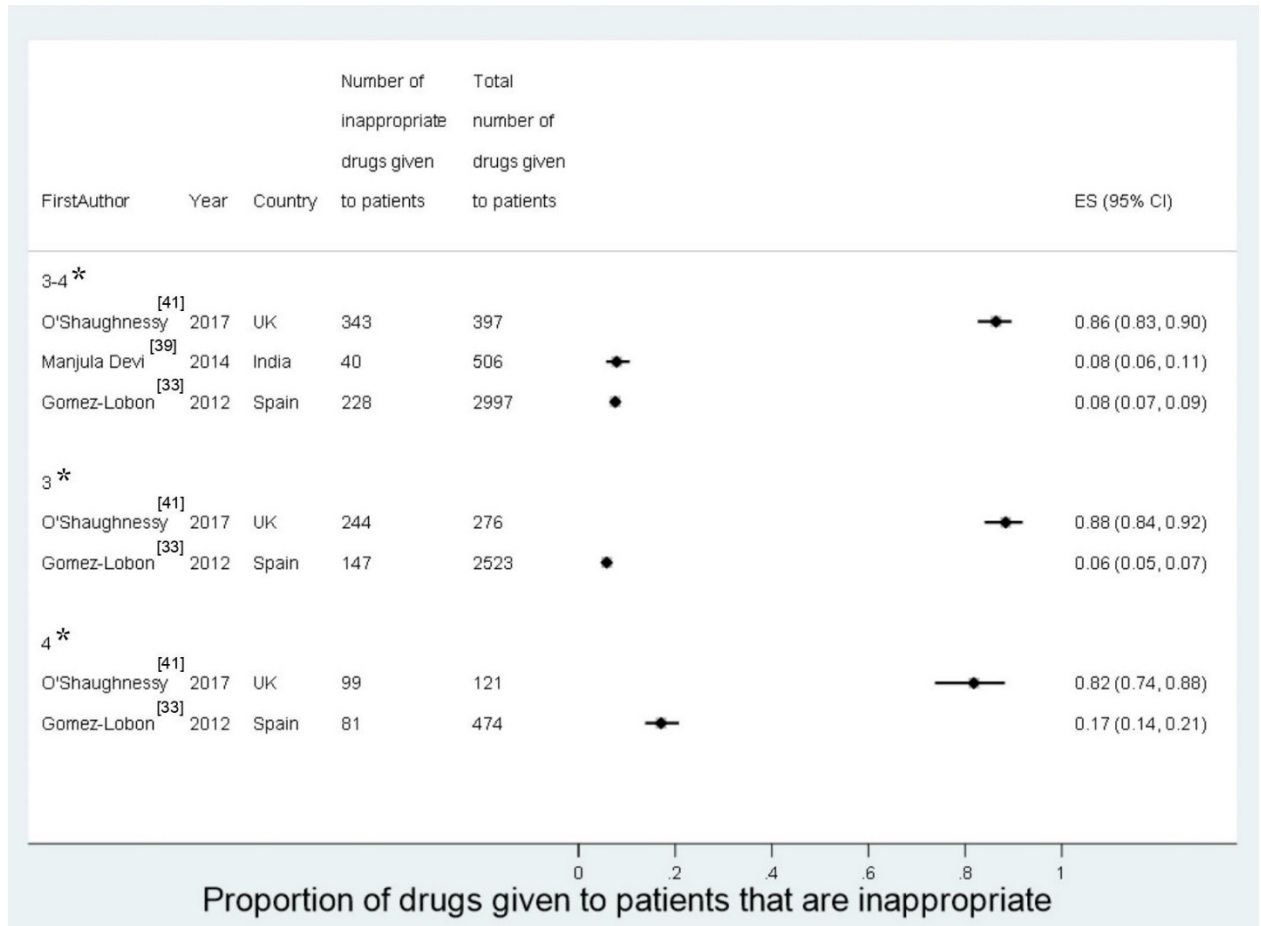 Number of Total
inappropriate number of
drugs given drugs given
FirstAuthor Year Country to patients to patients ES (95% CI)
3-4 *
O'Shaughnessy [41] 2017 UK 343 397 0.86 (0.83, 0.90)
Manjula Devi [39] 2014 India 40 506 0.08 (0.06, 0.11)
Gomez-Lobon [33] 2012 Spain 228 2997 0.08 (0.07, 0.09)
3 *
O'Shaughnessy [41] 2017 UK 244 276 0.88 (0.84, 0.92)
Gomez-Lobon [33] 2012 Spain 147 2523 0.06 (0.05, 0.07)
4 *
O'Shaughnessy [41] 2017 UK 99 121 0.82 (0.74, 0.88)
Gomez-Lobon [33] 2012 Spain 81 474 0.17 (0.14, 0.21)
0 .2 .4 .6 .8 1
Proportion of drugs given to patients that are inappropriate